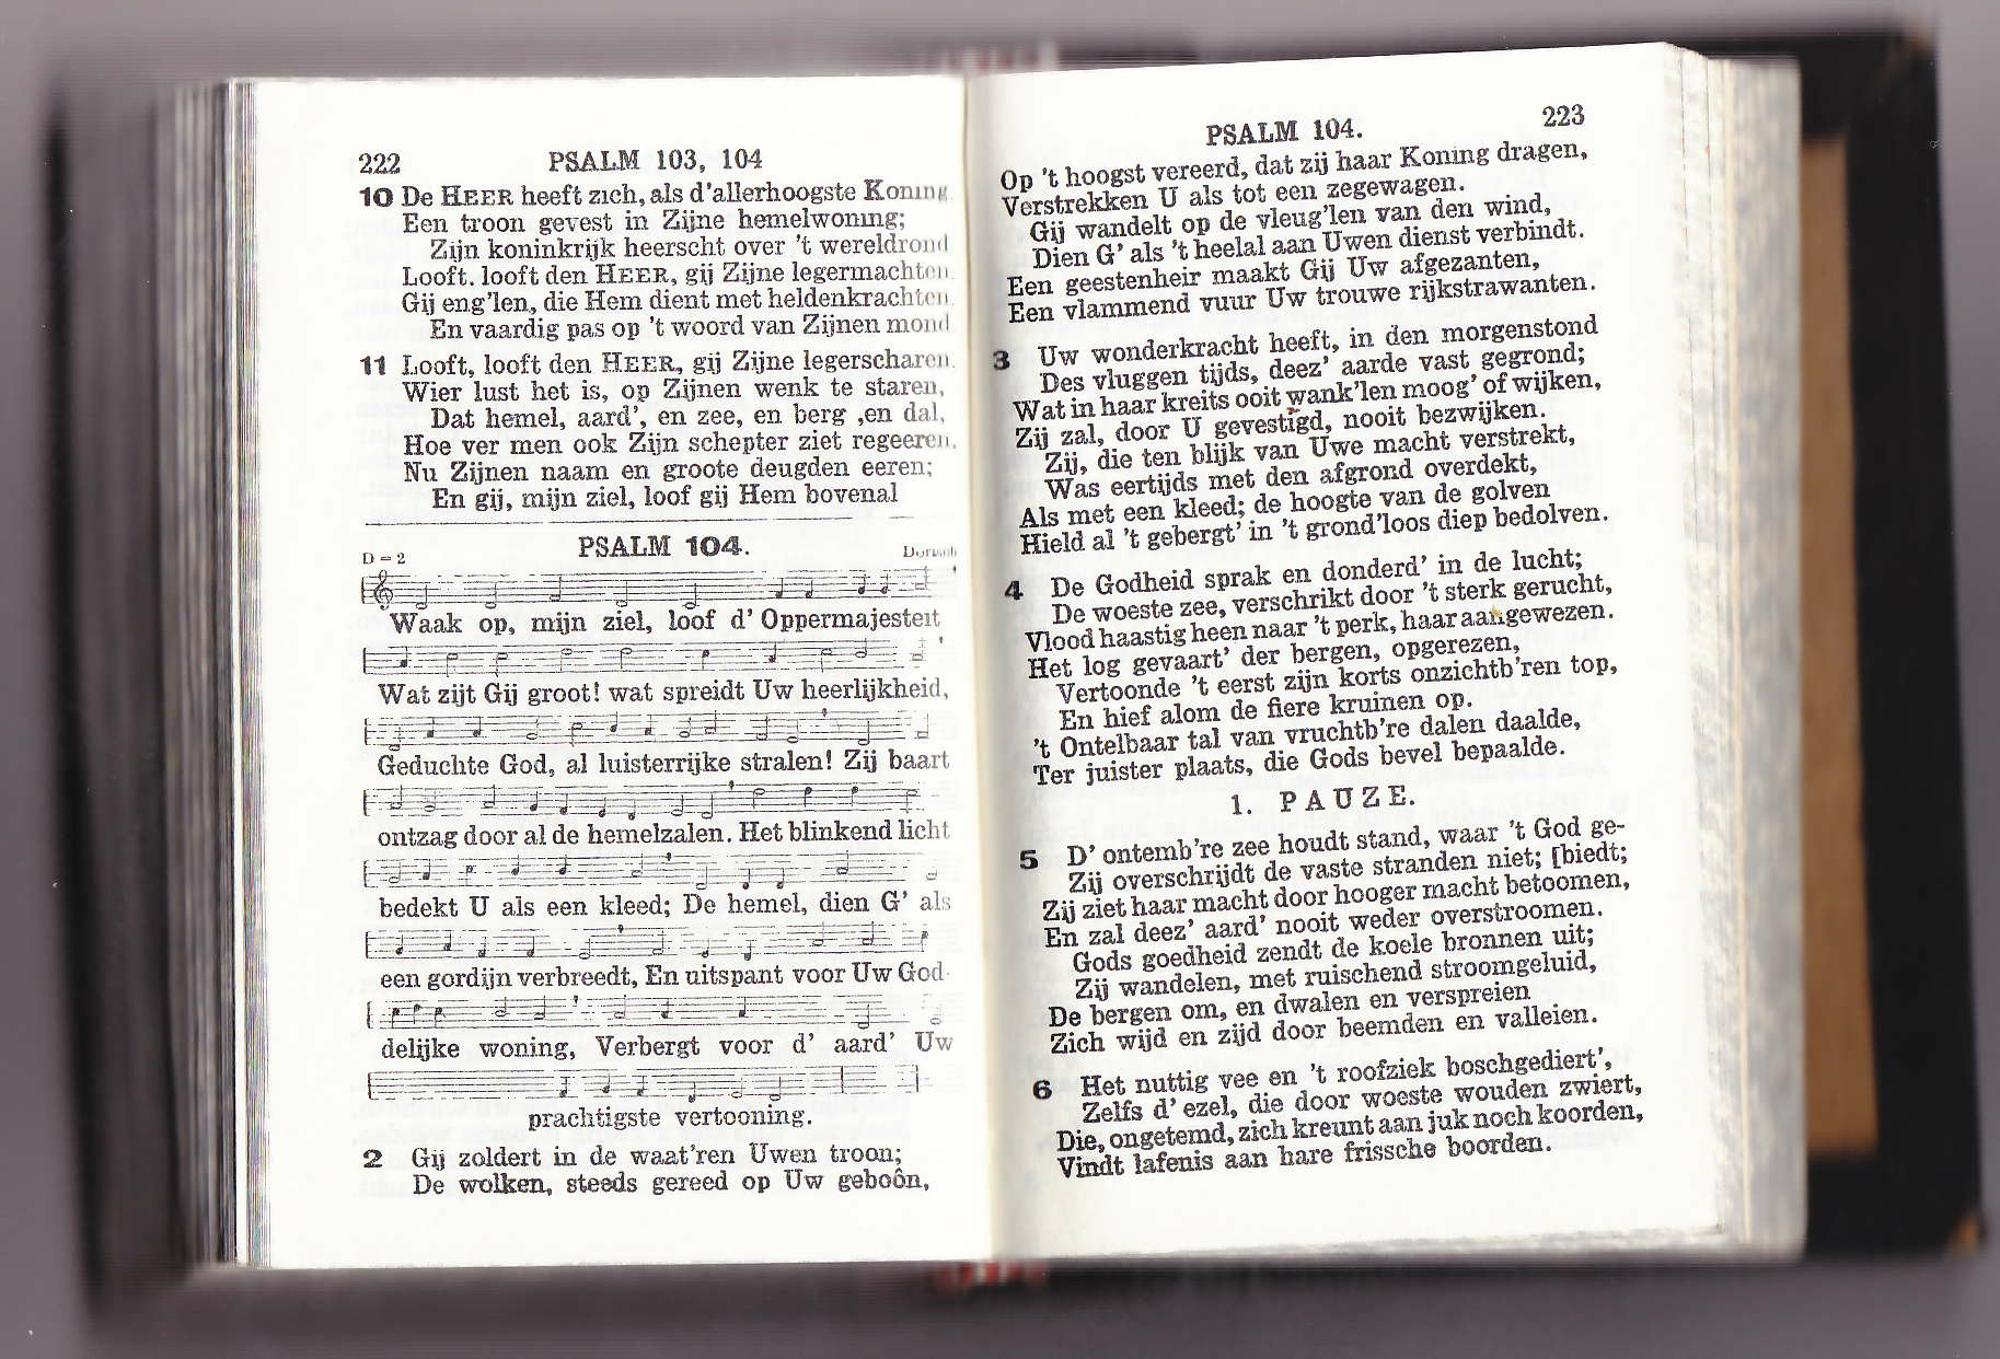 222 PSALM 103, 104
10 De HEER heeft zich, als d'allerhoogste Koning
Een troon gevest in Zijne hemelwoning;
Zijn koninkrijk heerscht over 't wereldrond
Looft. looft den HEER, gij Zijne legermachten
Gij eng'len, die Hem dient met heldenkrachten
En vaardig pas op 't woord van Zijnen mond
11 Looft, looft den HEER, gij Zijne legerscharen.
Wier lust het is, op Zijnen wenk te staren,
Dat hemel, aard', en zee, en berg ,en dal,
Hoe ver men ook Zijn schepter ziet regeeren.
Nu Zijnen naam en groote deugden eeren;
En gij, mijn ziel, loof gij Hem bovenal
PSALM 104.
D = 2 Dorisch
Waak op, mijn ziel, loof d' Oppermajesteit
Wat zijt Gij groot! wat spreidt Uw heerlijkheid,
Geduchte God, al luisterrijke stralen! Zij baart
ontzag door al de hemelzalen. Het blinkend licht
bedekt U als een kleed; De hemel, dien G' als
een gordijn verbreedt, En uitspant voor Uw God-
delijke woning, Verbergt voor d' aard' Uw
prachtigste vertooning.
2 Gij zoldert in de waat'ren Uwen troon;
De wolken, steeds gereed op Uw geboôn,
PSALM 104. 223
Op 't hoogst vereerd, dat zij haar Koning dragen,
Verstrekken U als tot een zegewagen.
Gij wandelt op de vleug'len van den wind,
Dien G' als 't heelal aan Uwen dienst verbindt.
Een geestenheir maakt Gij Uw afgezanten,
Een vlammend vuur Uw trouwe rijkstrawanten.
3 Uw wonderkracht heeft, in den morgenstond
Des vluggen tijds, deez' aarde vast gegrond;
Wat in haar kreits ooit wank'len moog' of wijken,
Zij zal, door U gevestigd, nooit bezwijken.
Zij, die ten blijk van Uwe macht verstrekt,
Was eertijds met den afgrond overdekt,
Als met een kleed; de hoogte van de golven
Hield al 't gebergt' in 't grond'loos diep bedolven.
4 De Godheid sprak en donderd' in de lucht;
De woeste zee, verschrikt door 't sterk gerucht,
Vlood haastig heen naar 't perk, haar aangewezen.
Het log gevaart' der bergen, opgerezen,
Vertoonde 't eerst zijn korts onzichtb'ren top,
En hief alom de fiere kruinen op.
't Ontelbaar tal van vruchtb're dalen daalde,
Ter juister plaats, die Gods bevel bepaalde.
1. PAUZE.
5 D' ontemb're zee houdt stand, waar 't God ge-
Zij overschrijdt de vaste stranden niet; [biedt;
Zij ziet haar macht door hooger macht betoomen,
En zal deez' aard' nooit weder overstroomen.
Gods goedheid zendt de koele bronnen uit;
Zij wandelen, met ruischend stroomgeluid,
De bergen om, en dwalen en verspreien
Zich wijd en zijd door beemden en valleien.
6 Het nuttig vee en 't roofziek boschgediert',
Zelfs d' ezel, die door woeste wouden zwiert,
Die, ongetemd, zich kreunt aan juk noch koorden,
Vindt lafenis aan hare frissche boorden.